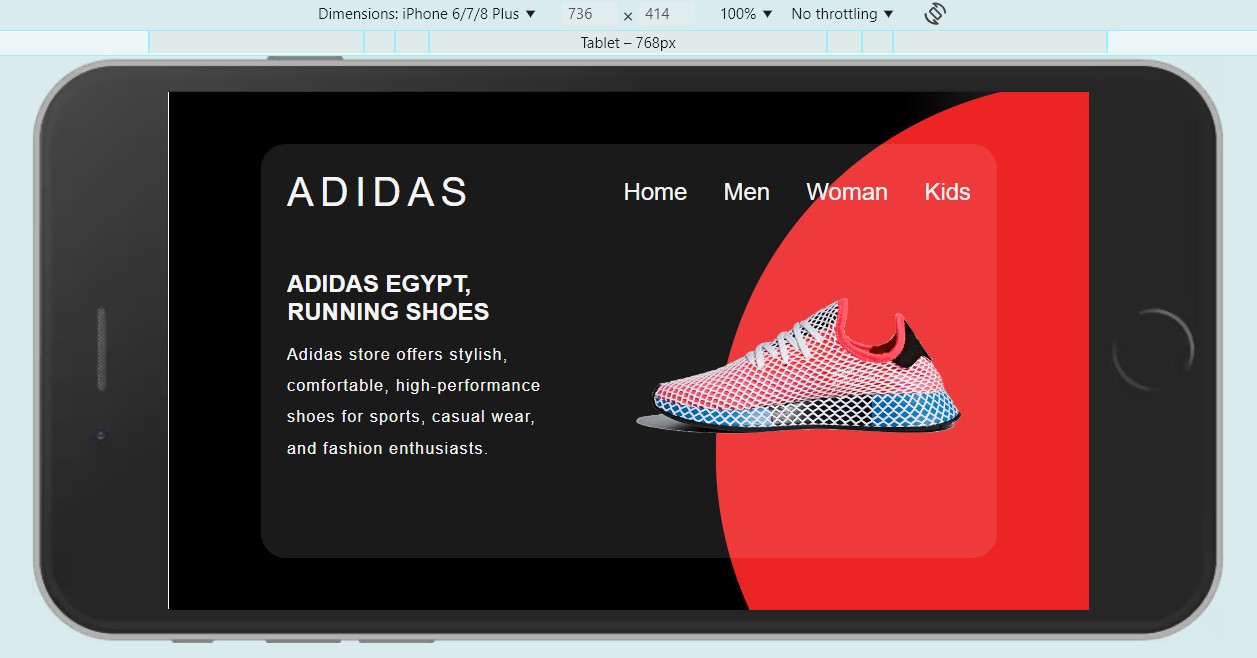 Dimensions: iPhone 6/7/8 Plus ▼ 736 × 414 100% ▼ No throttling ▼
Tablet – 768px
ADIDAS Home Men Woman Kids
ADIDAS EGYPT,
RUNNING SHOES
Adidas store offers stylish,
comfortable, high-performance
shoes for sports, casual wear,
and fashion enthusiasts.